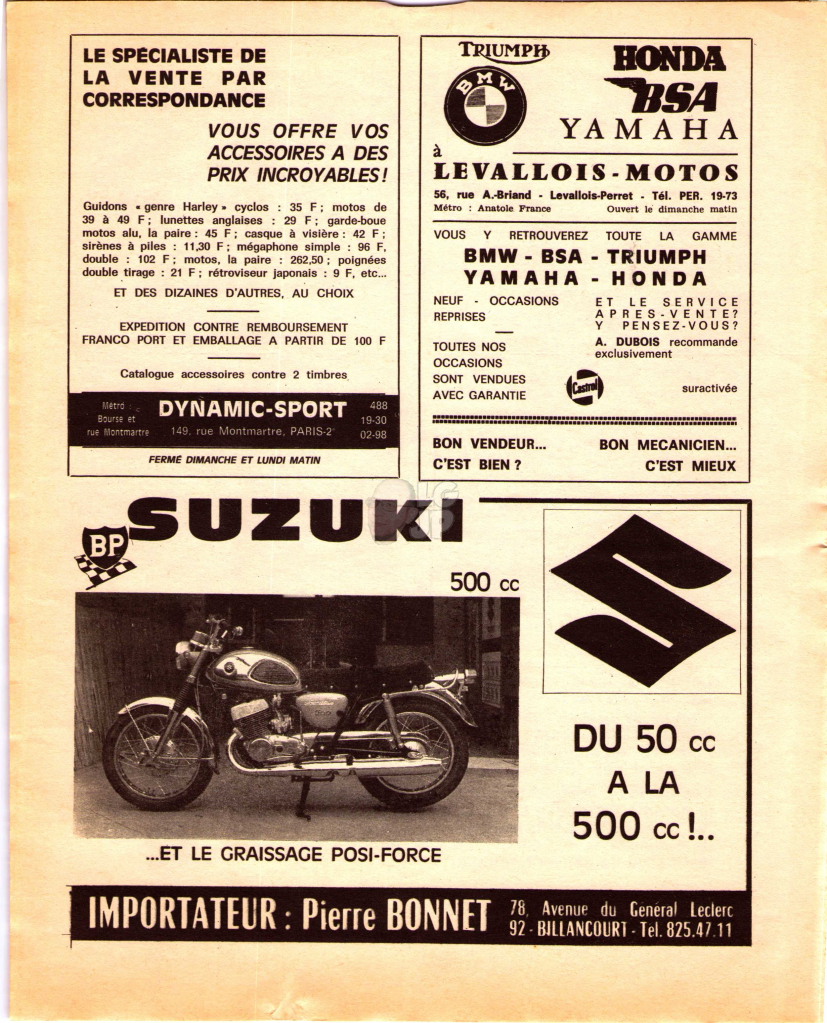 LE SPÉCIALISTE DE
LA VENTE PAR
CORRESPONDANCE
VOUS OFFRE VOS
ACCESSOIRES A DES
PRIX INCROYABLES !
Guidons « genre Harley » cyclos : 35 F ; motos de
39 à 49 F ; lunettes anglaises : 29 F ; garde-boue
motos alu, la paire : 45 F ; casque à visière : 42 F ;
sirènes à piles : 11,30 F ; mégaphone simple : 96 F,
double : 102 F ; motos, la paire : 262,50 ; poignées
double tirage : 21 F ; rétroviseur japonais : 9 F, etc...
ET DES DIZAINES D'AUTRES, AU CHOIX
EXPEDITION CONTRE REMBOURSEMENT
FRANCO PORT ET EMBALLAGE A PARTIR DE 100 F
Catalogue accessoires contre 2 timbres
Métro :
Bourse et
rue Montmartre
DYNAMIC-SPORT
149, rue Montmartre, PARIS-2e
488
19-30
02-98
FERMÉ DIMANCHE ET LUNDI MATIN
TRIUMPH
BMW
HONDA
BSA
YAMAHA
à
LEVALLOIS-MOTOS
56, rue A.-Briand - Levallois-Perret - Tél. PER. 19-73
Métro : Anatole France Ouvert le dimanche matin
VOUS Y RETROUVEREZ TOUTE LA GAMME
BMW - BSA - TRIUMPH
YAMAHA - HONDA
NEUF - OCCASIONS
REPRISES
TOUTES NOS
OCCASIONS
SONT VENDUES
AVEC GARANTIE
ET LE SERVICE
APRES-VENTE?
Y PENSEZ-VOUS?
A. DUBOIS recommande
exclusivement
Castrol
suractivée
BON VENDEUR...
C'EST BIEN ?
BON MECANICIEN...
C'EST MIEUX
SUZUKI
BP
500 cc
...ET LE GRAISSAGE POSI-FORCE
DU 50 cc
A LA
500 cc !..
IMPORTATEUR : Pierre BONNET
78, Avenue du Général Leclerc
92 - BILLANCOURT - Tel. 825.47.11